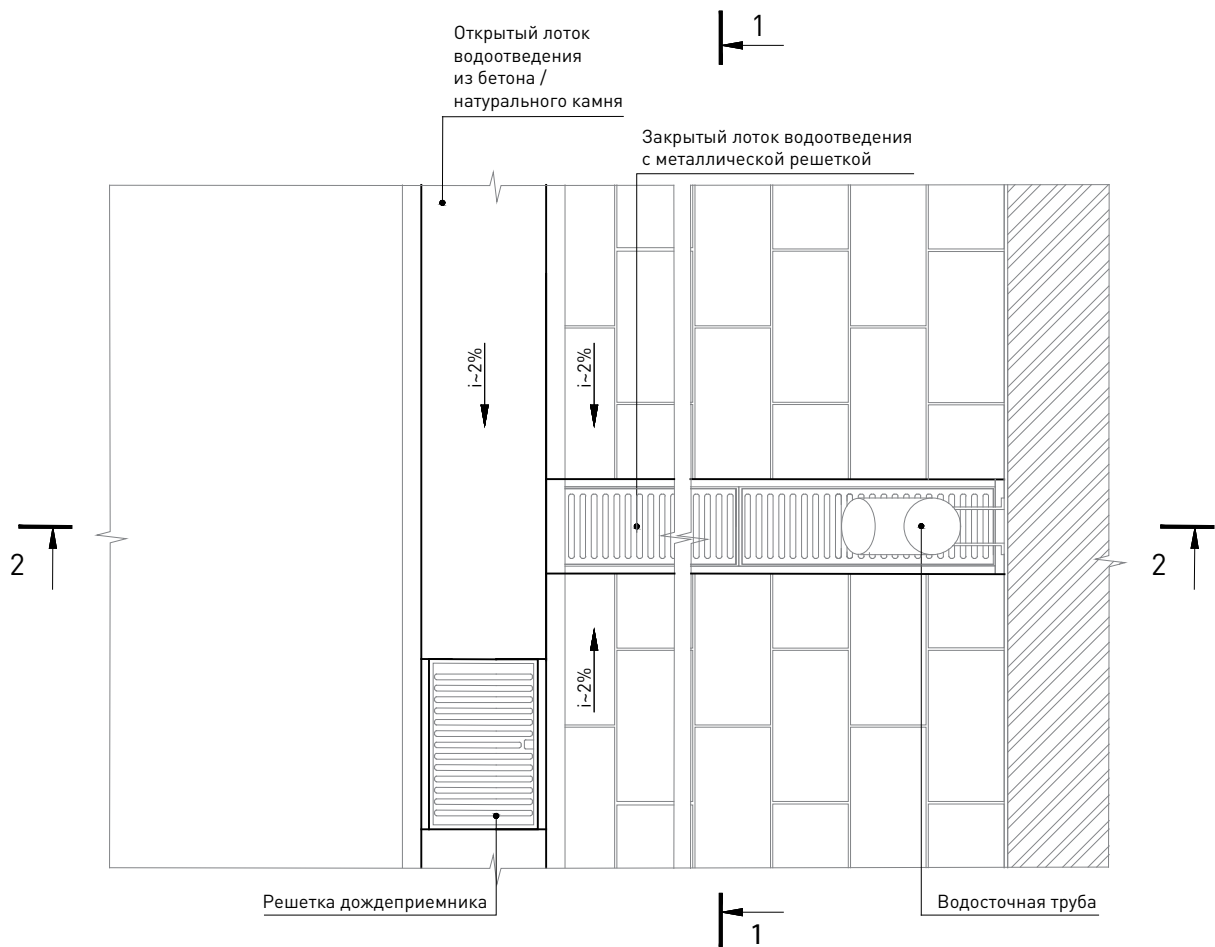 1
Открытый лоток
водоотведения
из бетона /
натурального камня
Закрытый лоток водоотведения
с металлической решеткой
i~2%
i~2%
2
2
i~2%
Решетка дождеприемника
Водосточная труба
1